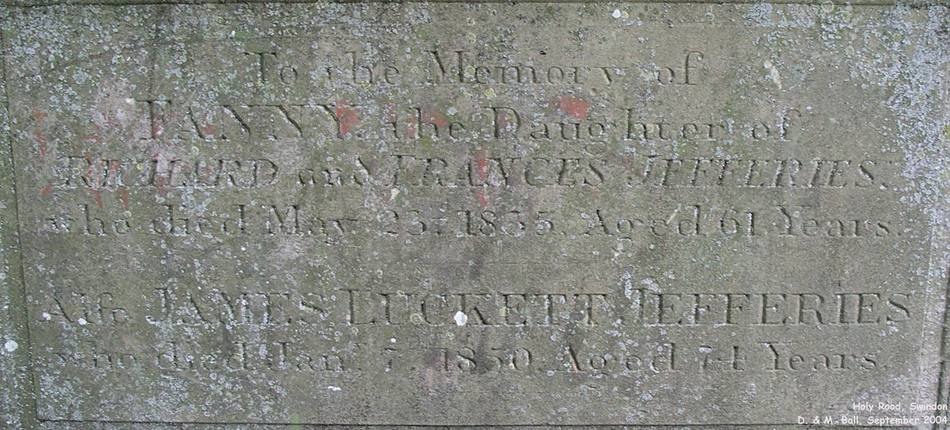 To the Memory of
FANNY, the Daughter of
RICHARD and FRANCES JEFFERIES;
who died May 23, 1835. Aged 61 Years.
Also JAMES LUCKETT JEFFERIES
who died Jan. 7, 1850. Aged 74 Years.
Holy Rood, Swindon
D. & M. Ball, September 2004